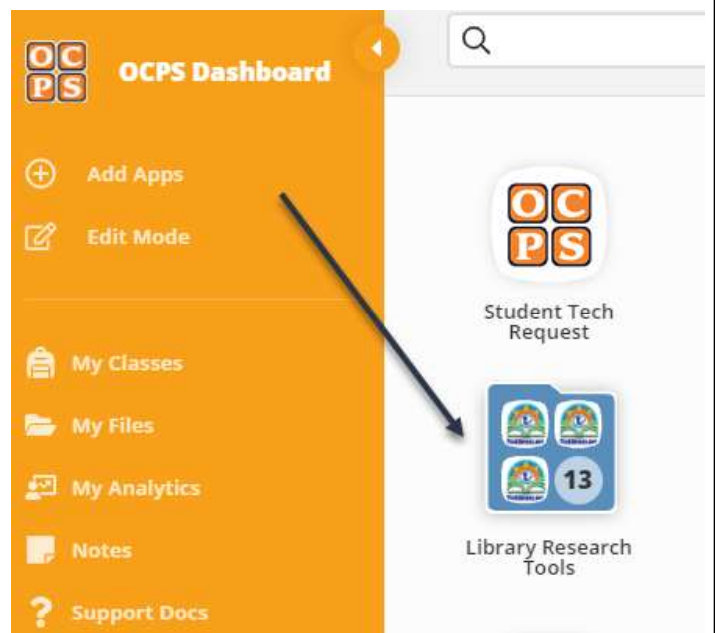 OC
PS
OCPS Dashboard
Add Apps
Edit Mode
My Classes
My Files
My Analytics
Notes
Support Docs
OC
PS
Student Tech
Request
13
Library Research
Tools